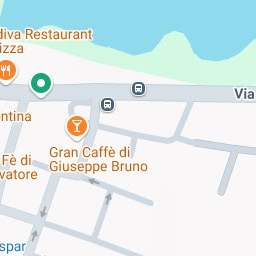 diva Restaurant
izza
Via
ntina
Gran Caffè di
Giuseppe Bruno
Fè di
vatore
spar